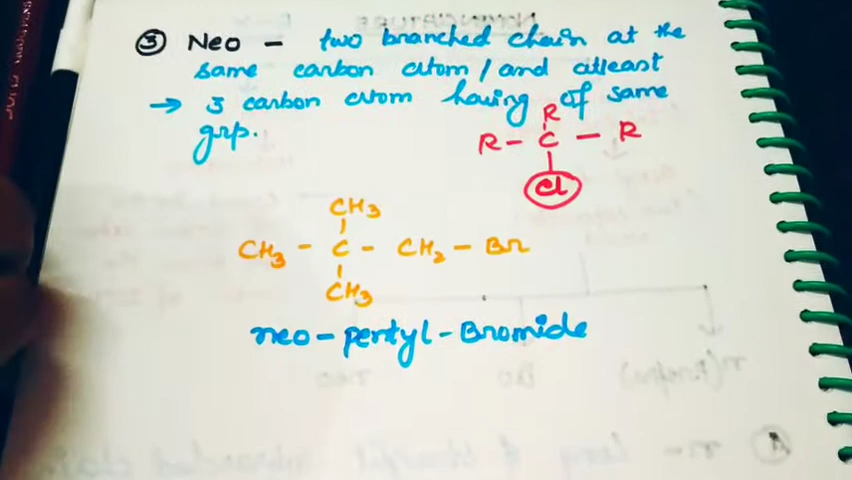 ③ Neo - two branched chain at the
same carbon atom / and atleast
→ 3 carbon atom having of same
grp.
R
R - C - R
Cl
CH3
CH3 - C - CH2 - Br
CH3
neo-pentyl-Bromide